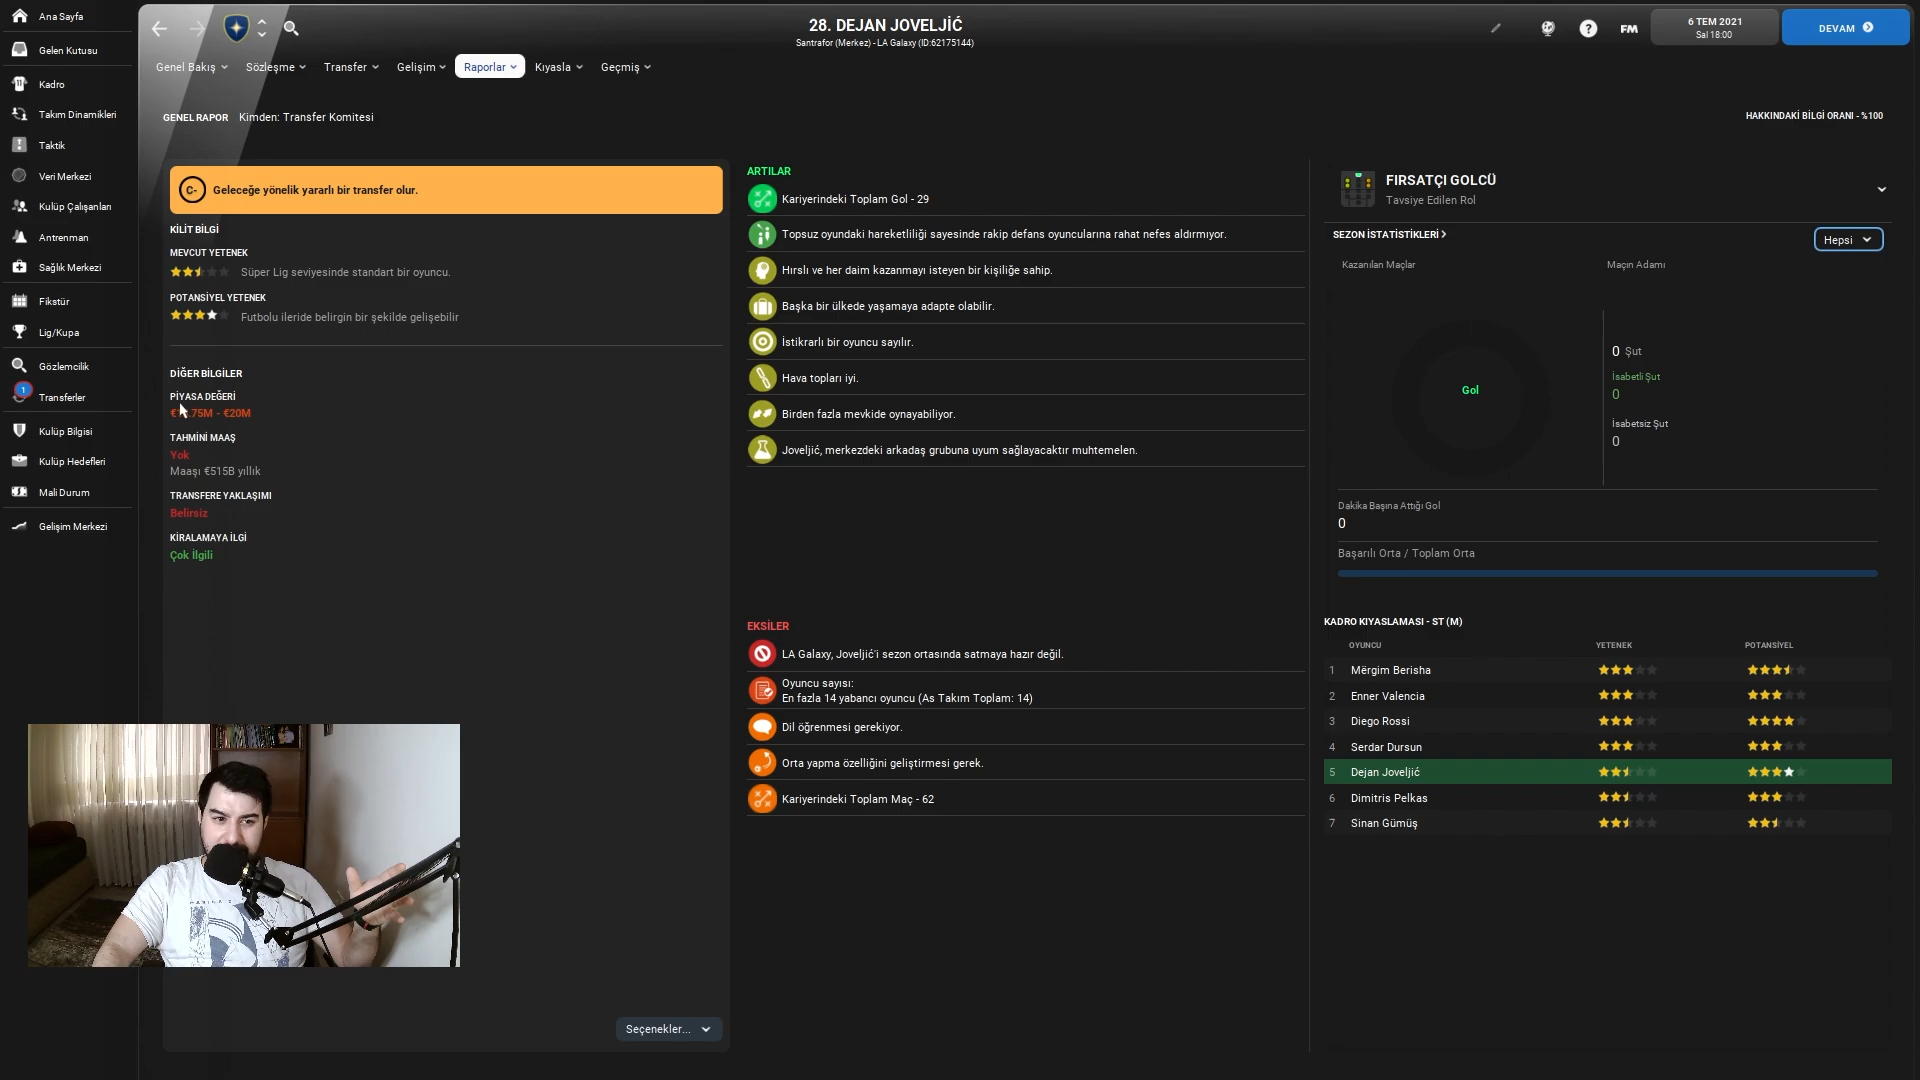 Ana Sayfa
Gelen Kutusu
Kadro
Takım Dinamikleri
Taktik
Veri Merkezi
Kulüp Çalışanları
Antrenman
Sağlık Merkezi
Fikstür
Lig/Kupa
Gözlemcilik
1
Transferler
Kulüp Bilgisi
Kulüp Hedefleri
Mali Durum
Gelişim Merkezi
28. DEJAN JOVELJİĆ
Santrafor (Merkez) - LA Galaxy (ID:62175144)
?
FM
6 TEM 2021
Sal 18:00
DEVAM
Genel Bakış
Sözleşme
Transfer
Gelişim
Raporlar
Kıyasla
Geçmiş
GENEL RAPOR Kimden: Transfer Komitesi
HAKKINDAKİ BİLGİ ORANI - %100
C- Geleceğe yönelik yararlı bir transfer olur.
KİLİT BİLGİ
MEVCUT YETENEK
Süper Lig seviyesinde standart bir oyuncu.
POTANSİYEL YETENEK
Futbolu ileride belirgin bir şekilde gelişebilir
DİĞER BİLGİLER
PİYASA DEĞERİ
- €20M
TAHMİNİ MAAŞ
Yok
Maaşı €515B yıllık
TRANSFERE YAKLAŞIMI
Belirsiz
KİRALAMAYA İLGİ
Çok İlgili
Seçenekler...
ARTILAR
Kariyerindeki Toplam Gol - 29
Topsuz oyundaki hareketliliği sayesinde rakip defans oyuncularına rahat nefes aldırmıyor.
Hırslı ve her daim kazanmayı isteyen bir kişiliğe sahip.
Başka bir ülkede yaşamaya adapte olabilir.
İstikrarlı bir oyuncu sayılır.
Hava topları iyi.
Birden fazla mevkide oynayabiliyor.
Joveljić, merkezdeki arkadaş grubuna uyum sağlayacaktır muhtemelen.
EKSİLER
LA Galaxy, Joveljić'i sezon ortasında satmaya hazır değil.
Oyuncu sayısı:
En fazla 14 yabancı oyuncu (As Takım Toplam: 14)
Dil öğrenmesi gerekiyor.
Orta yapma özelliğini geliştirmesi gerek.
Kariyerindeki Toplam Maç - 62
FIRSATÇI GOLCÜ
Tavsiye Edilen Rol
SEZON İSTATİSTİKLERİ
Hepsi
Kazanılan Maçlar
Maçın Adamı
Gol
0 Şut
İsabetli Şut
0
İsabetsiz Şut
0
Dakika Başına Attığı Gol
0
Başarılı Orta / Toplam Orta
KADRO KIYASLAMASI - ST (M)
OYUNCU YETENEK POTANSİYEL
1 Mërgim Berisha
2 Enner Valencia
3 Diego Rossi
4 Serdar Dursun
5 Dejan Joveljić
6 Dimitris Pelkas
7 Sinan Gümüş